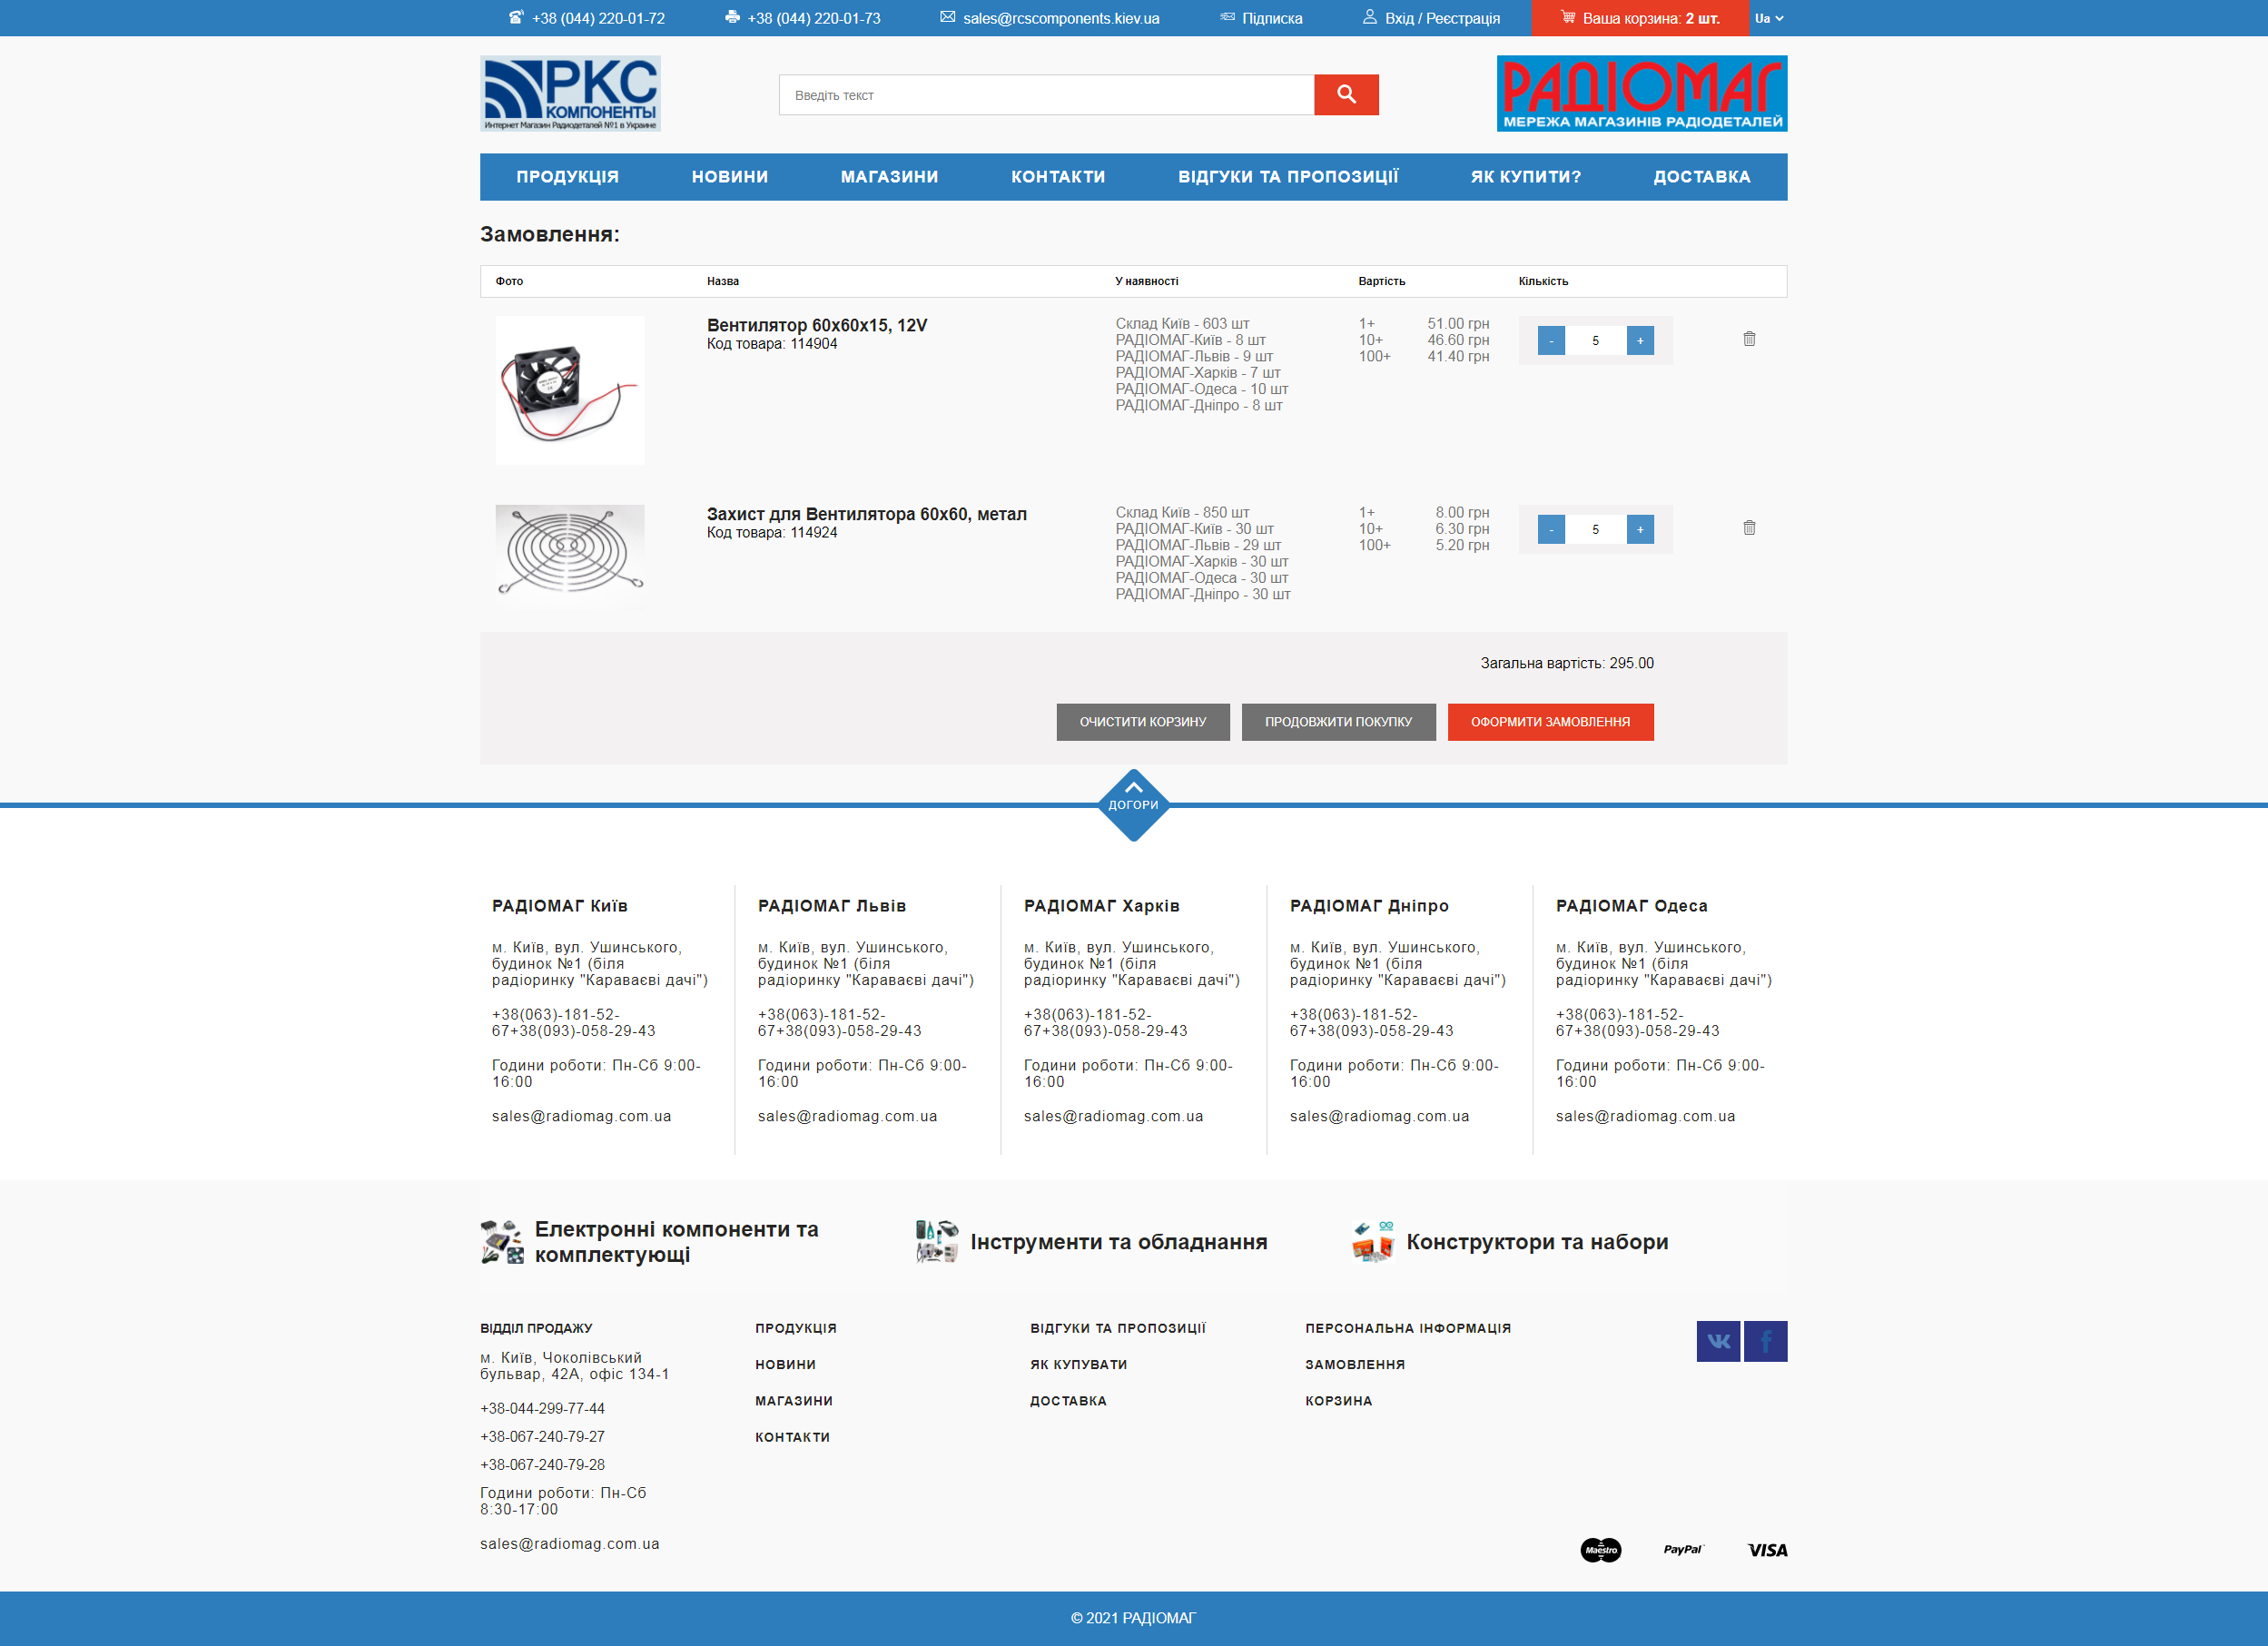 +38 (044) 220-01-72
+38 (044) 220-01-73
sales@rcscomponents.kiev.ua
Підписка
Вхід / Реєстрація
Ваша корзина: 2 шт.
Ua
РКС
КОМПОНЕНТЫ
Интернет Магазин Радиодеталей №1 в Украине
Введіть текст
РАДІОМАГ
МЕРЕЖА МАГАЗИНІВ РАДІОДЕТАЛЕЙ
ПРОДУКЦІЯ
НОВИНИ
МАГАЗИНИ
КОНТАКТИ
ВІДГУКИ ТА ПРОПОЗИЦІЇ
ЯК КУПИТИ?
ДОСТАВКА
Замовлення:
Фото
Назва
У наявності
Вартість
Кількість
Вентилятор 60x60x15, 12V
Код товара: 114904
Склад Київ - 603 шт
РАДІОМАГ-Київ - 8 шт
РАДІОМАГ-Львів - 9 шт
РАДІОМАГ-Харків - 7 шт
РАДІОМАГ-Одеса - 10 шт
РАДІОМАГ-Дніпро - 8 шт
1+ 51.00 грн
10+ 46.60 грн
100+ 41.40 грн
- 5 +
Захист для Вентилятора 60x60, метал
Код товара: 114924
Склад Київ - 850 шт
РАДІОМАГ-Київ - 30 шт
РАДІОМАГ-Львів - 29 шт
РАДІОМАГ-Харків - 30 шт
РАДІОМАГ-Одеса - 30 шт
РАДІОМАГ-Дніпро - 30 шт
1+ 8.00 грн
10+ 6.30 грн
100+ 5.20 грн
- 5 +
Загальна вартість: 295.00
ОЧИСТИТИ КОРЗИНУ
ПРОДОВЖИТИ ПОКУПКУ
ОФОРМИТИ ЗАМОВЛЕННЯ
ДОГОРИ
РАДІОМАГ Київ
м. Київ, вул. Ушинського,
будинок №1 (біля
радіоринку "Караваєві дачі")
+38(063)-181-52-
67+38(093)-058-29-43
Години роботи: Пн-Сб 9:00-
16:00
sales@radiomag.com.ua
РАДІОМАГ Львів
м. Київ, вул. Ушинського,
будинок №1 (біля
радіоринку "Караваєві дачі")
+38(063)-181-52-
67+38(093)-058-29-43
Години роботи: Пн-Сб 9:00-
16:00
sales@radiomag.com.ua
РАДІОМАГ Харків
м. Київ, вул. Ушинського,
будинок №1 (біля
радіоринку "Караваєві дачі")
+38(063)-181-52-
67+38(093)-058-29-43
Години роботи: Пн-Сб 9:00-
16:00
sales@radiomag.com.ua
РАДІОМАГ Дніпро
м. Київ, вул. Ушинського,
будинок №1 (біля
радіоринку "Караваєві дачі")
+38(063)-181-52-
67+38(093)-058-29-43
Години роботи: Пн-Сб 9:00-
16:00
sales@radiomag.com.ua
РАДІОМАГ Одеса
м. Київ, вул. Ушинського,
будинок №1 (біля
радіоринку "Караваєві дачі")
+38(063)-181-52-
67+38(093)-058-29-43
Години роботи: Пн-Сб 9:00-
16:00
sales@radiomag.com.ua
Електронні компоненти та
комплектующі
Інструменти та обладнання
Конструктори та набори
ВІДДІЛ ПРОДАЖУ
м. Київ, Чоколівський
бульвар, 42А, офіс 134-1
+38-044-299-77-44
+38-067-240-79-27
+38-067-240-79-28
Години роботи: Пн-Сб
8:30-17:00
sales@radiomag.com.ua
ПРОДУКЦІЯ
НОВИНИ
МАГАЗИНИ
КОНТАКТИ
ВІДГУКИ ТА ПРОПОЗИЦІЇ
ЯК КУПУВАТИ
ДОСТАВКА
ПЕРСОНАЛЬНА ІНФОРМАЦІЯ
ЗАМОВЛЕННЯ
КОРЗИНА
Maestro
PayPal
VISA
© 2021 РАДІОМАГ